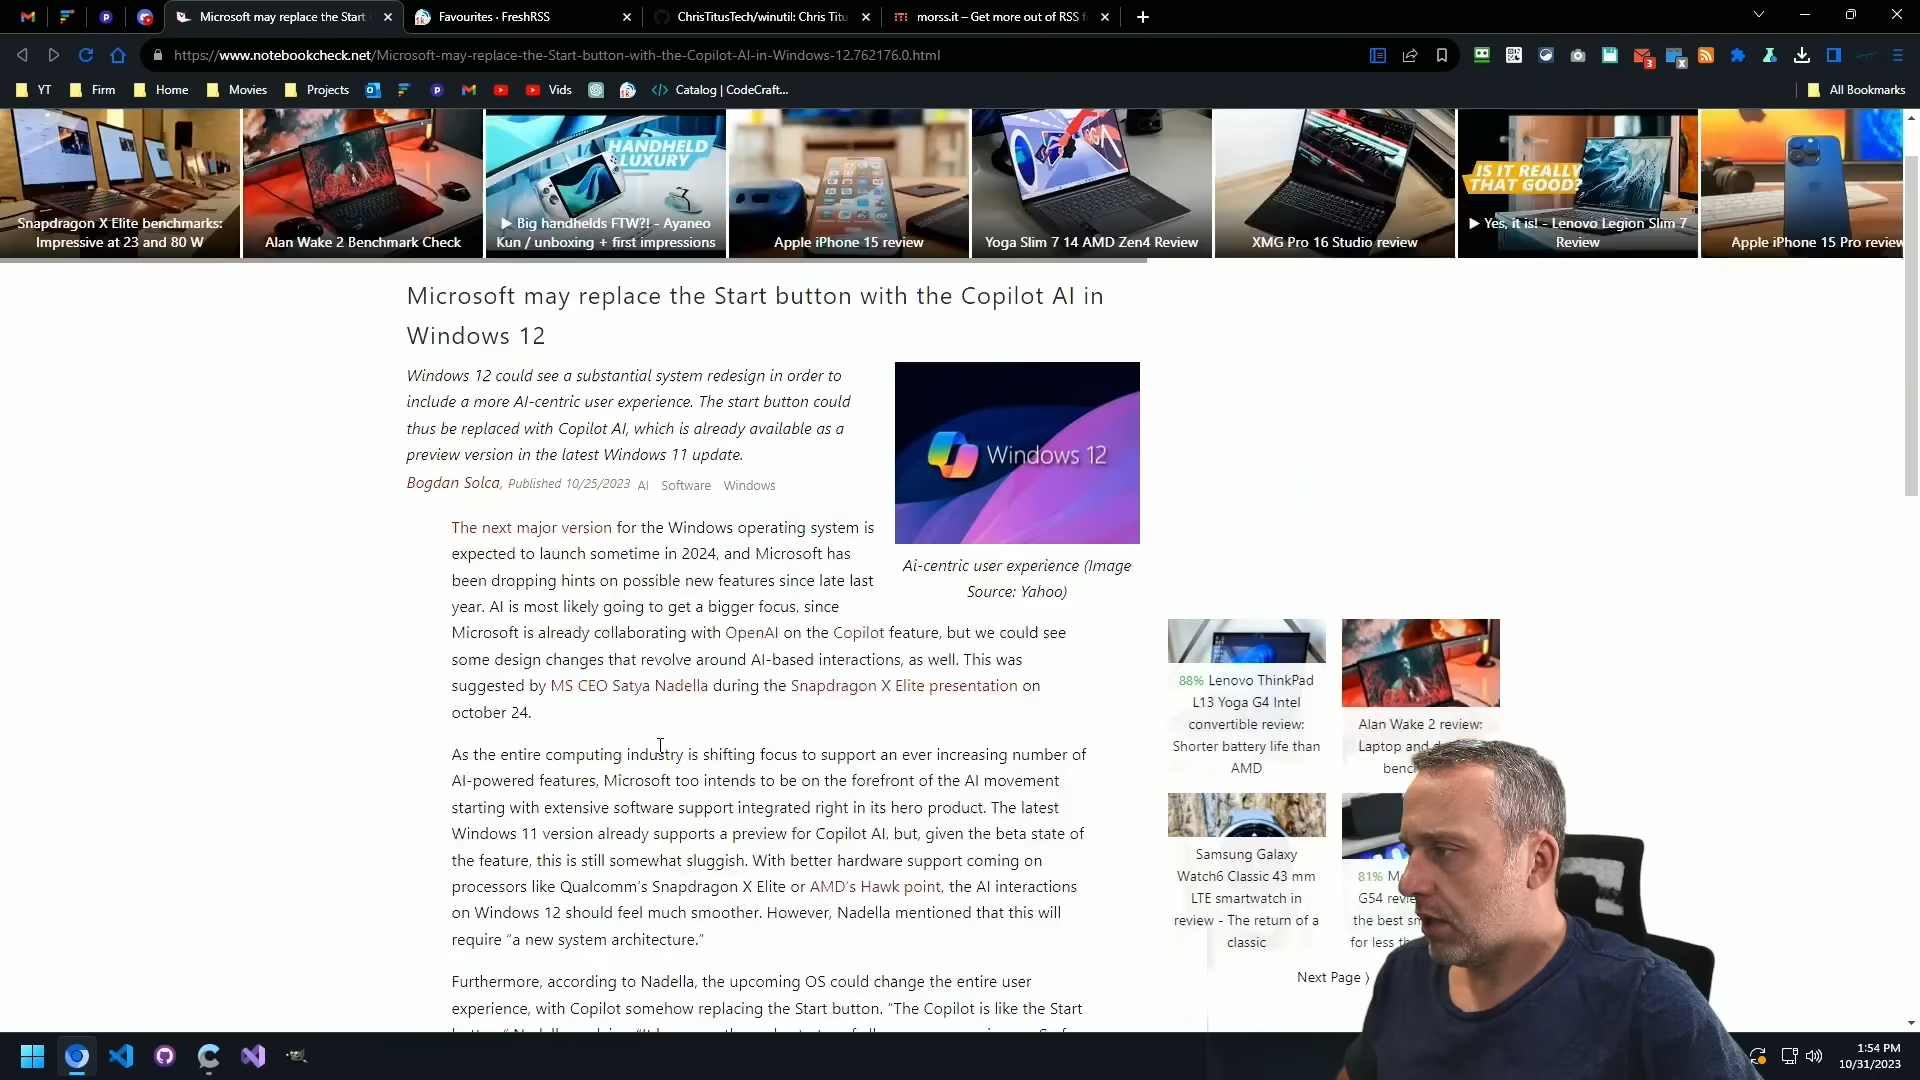 Microsoft may replace the Start
Favourites · FreshRSS
ChrisTitusTech/winutil: Chris Titu
morss.it – Get more out of RSS f
https://www.notebookcheck.net/Microsoft-may-replace-the-Start-button-with-the-Copilot-AI-in-Windows-12.762176.0.html
3
YT
Firm
Home
Movies
Projects
Vids
Catalog | CodeCraft...
All Bookmarks
Snapdragon X Elite benchmarks:
Impressive at 23 and 80 W
Alan Wake 2 Benchmark Check
HANDHELD
LUXURY
Big handhelds FTW?! - Ayaneo
Kun / unboxing + first impressions
Apple iPhone 15 review
Yoga Slim 7 14 AMD Zen4 Review
XMG Pro 16 Studio review
IS IT REALLY
THAT GOOD?
Yes, it is! - Lenovo Legion Slim 7
Review
Apple iPhone 15 Pro review
Microsoft may replace the Start button with the Copilot AI in
Windows 12
Windows 12 could see a substantial system redesign in order to
include a more AI-centric user experience. The start button could
thus be replaced with Copilot AI, which is already available as a
preview version in the latest Windows 11 update.
Bogdan Solca, Published 10/25/2023 AI Software Windows
Windows 12
Ai-centric user experience (Image
Source: Yahoo)
The next major version for the Windows operating system is
expected to launch sometime in 2024, and Microsoft has
been dropping hints on possible new features since late last
year. AI is most likely going to get a bigger focus, since
Microsoft is already collaborating with OpenAI on the Copilot feature, but we could see
some design changes that revolve around AI-based interactions, as well. This was
suggested by MS CEO Satya Nadella during the Snapdragon X Elite presentation on
october 24.
As the entire computing industry is shifting focus to support an ever increasing number of
AI-powered features, Microsoft too intends to be on the forefront of the AI movement
starting with extensive software support integrated right in its hero product. The latest
Windows 11 version already supports a preview for Copilot AI, but, given the beta state of
the feature, this is still somewhat sluggish. With better hardware support coming on
processors like Qualcomm's Snapdragon X Elite or AMD's Hawk point, the AI interactions
on Windows 12 should feel much smoother. However, Nadella mentioned that this will
require “a new system architecture.”
Furthermore, according to Nadella, the upcoming OS could change the entire user
experience, with Copilot somehow replacing the Start button. “The Copilot is like the Start
88% Lenovo ThinkPad
L13 Yoga G4 Intel
convertible review:
Shorter battery life than
AMD
Alan Wake 2 review:
Laptop and
Samsung Galaxy
Watch6 Classic 43 mm
LTE smartwatch in
review - The return of a
classic
81%
G54
the best
for less
Next Page ⟩
1:54 PM
10/31/2023